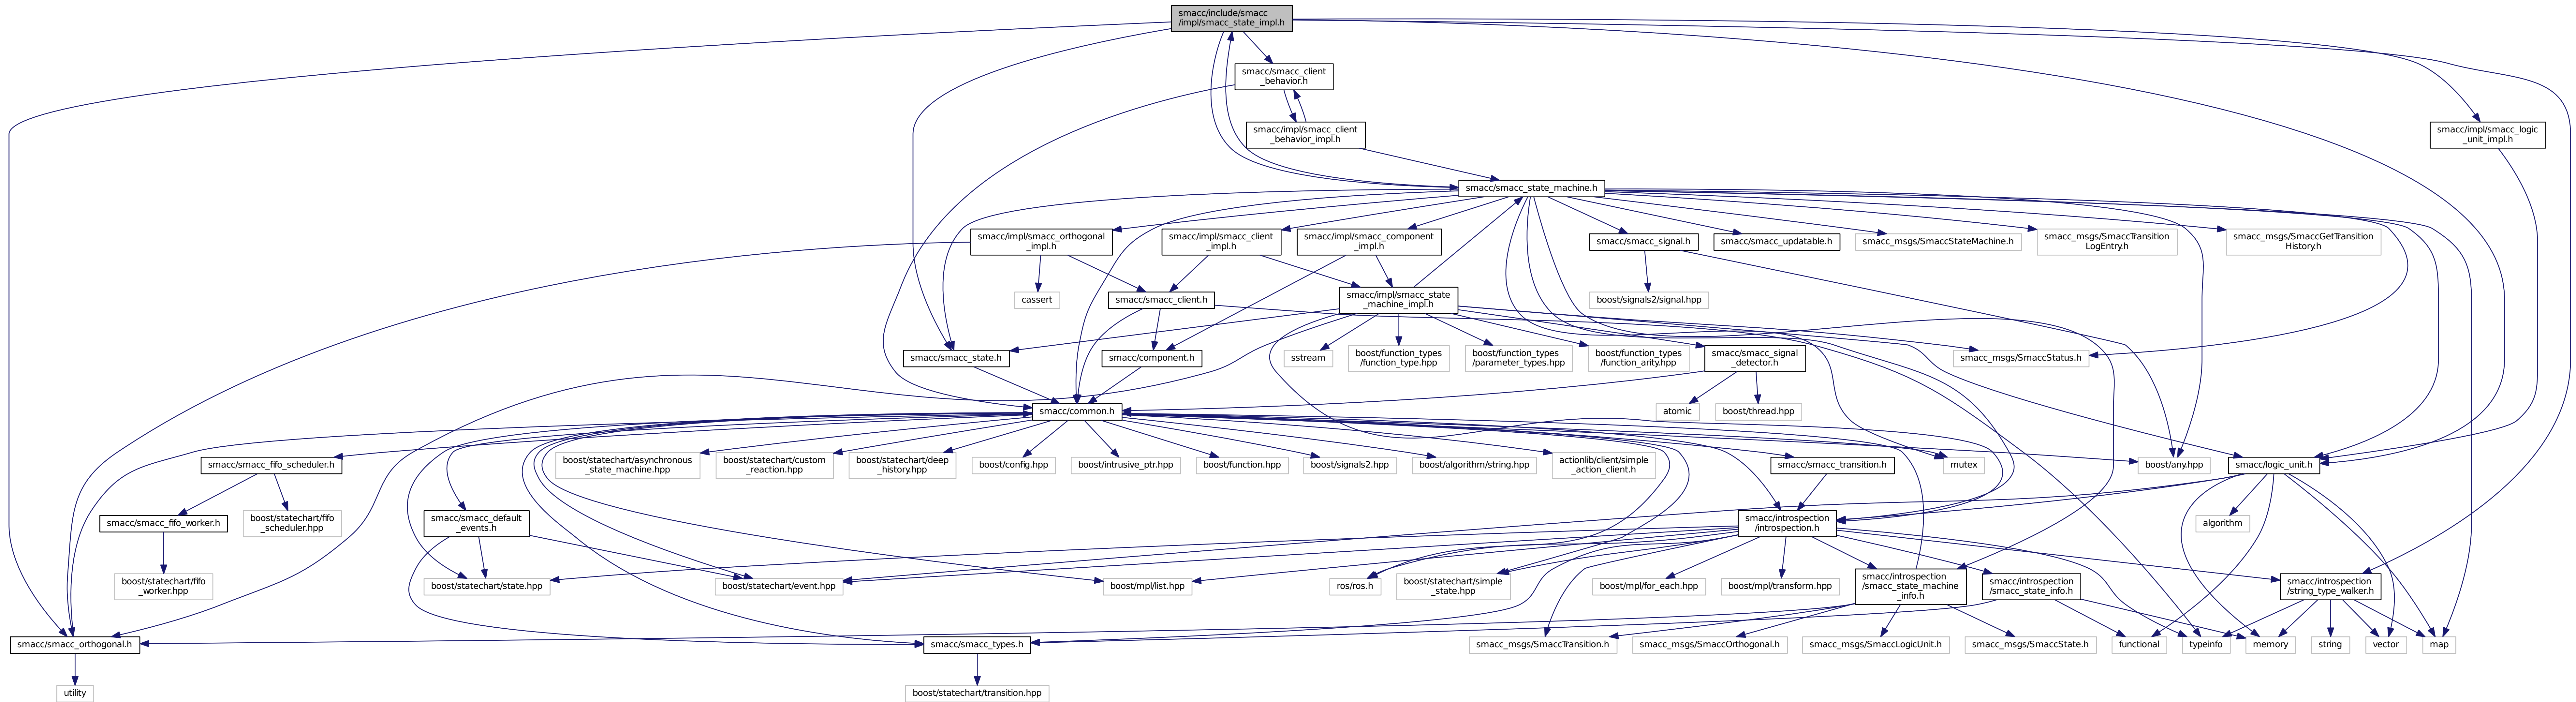 smacc/include/smacc
/impl/smacc_state_impl.h
smacc/smacc_client
_behavior.h
smacc/impl/smacc_client
_behavior_impl.h
smacc/impl/smacc_logic
_unit_impl.h
smacc/smacc_state_machine.h
smacc/impl/smacc_orthogonal
_impl.h
smacc/impl/smacc_client
_impl.h
smacc/impl/smacc_component
_impl.h
smacc/smacc_signal.h
smacc/smacc_updatable.h
smacc_msgs/SmaccStateMachine.h
smacc_msgs/SmaccTransition
LogEntry.h
smacc_msgs/SmaccGetTransition
History.h
cassert
smacc/smacc_client.h
smacc/impl/smacc_state
_machine_impl.h
boost/signals2/signal.hpp
smacc/smacc_state.h
smacc/component.h
sstream
boost/function_types
/function_type.hpp
boost/function_types
/parameter_types.hpp
boost/function_types
/function_arity.hpp
smacc/smacc_signal
_detector.h
smacc_msgs/SmaccStatus.h
smacc/common.h
atomic
boost/thread.hpp
smacc/smacc_fifo_scheduler.h
boost/statechart/asynchronous
_state_machine.hpp
boost/statechart/custom
_reaction.hpp
boost/statechart/deep
_history.hpp
boost/config.hpp
boost/intrusive_ptr.hpp
boost/function.hpp
boost/signals2.hpp
boost/algorithm/string.hpp
actionlib/client/simple
_action_client.h
smacc/smacc_transition.h
mutex
boost/any.hpp
smacc/logic_unit.h
smacc/smacc_fifo_worker.h
boost/statechart/fifo
_scheduler.hpp
smacc/smacc_default
_events.h
smacc/introspection
/introspection.h
algorithm
boost/statechart/fifo
_worker.hpp
boost/statechart/state.hpp
boost/statechart/event.hpp
boost/mpl/list.hpp
ros/ros.h
boost/statechart/simple
_state.hpp
boost/mpl/for_each.hpp
boost/mpl/transform.hpp
smacc/introspection
/smacc_state_machine
_info.h
smacc/introspection
/smacc_state_info.h
smacc/introspection
/string_type_walker.h
smacc/smacc_orthogonal.h
smacc/smacc_types.h
smacc_msgs/SmaccTransition.h
smacc_msgs/SmaccOrthogonal.h
smacc_msgs/SmaccLogicUnit.h
smacc_msgs/SmaccState.h
functional
typeinfo
memory
string
vector
map
utility
boost/statechart/transition.hpp